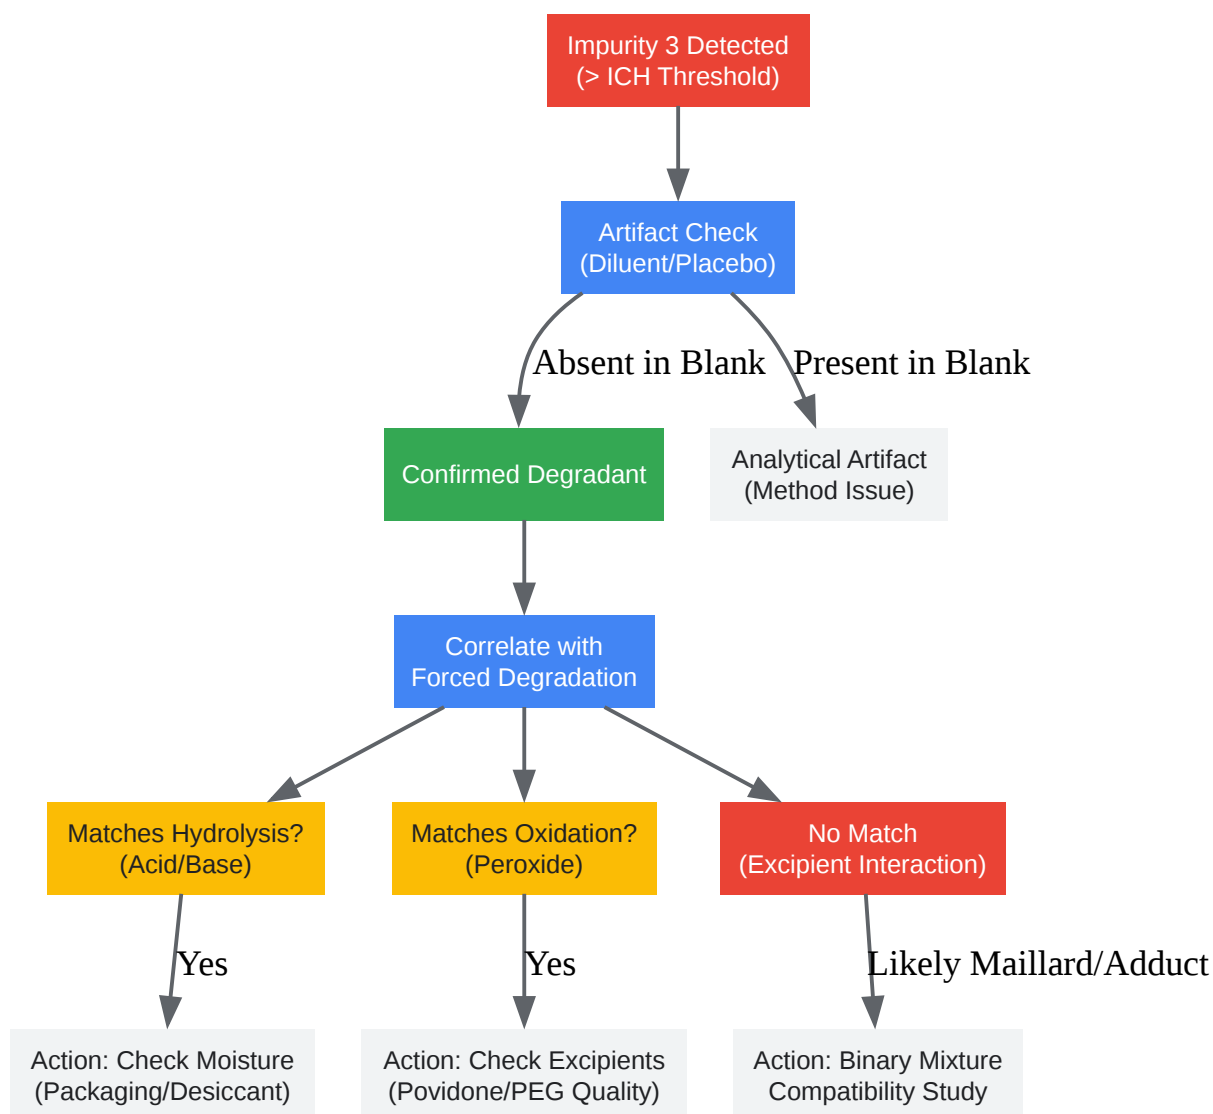 Impurity 3 Detected
(> ICH Threshold)
Artifact Check
(Diluent/Placebo)
Absent in Blank
Present in Blank
Confirmed Degradant
Analytical Artifact
(Method Issue)
Correlate with
Forced Degradation
Matches Hydrolysis?
(Acid/Base)
Matches Oxidation?
(Peroxide)
No Match
(Excipient Interaction)
Yes
Yes
Likely Maillard/Adduct
Action: Check Moisture
(Packaging/Desiccant)
Action: Check Excipients
(Povidone/PEG Quality)
Action: Binary Mixture
Compatibility Study